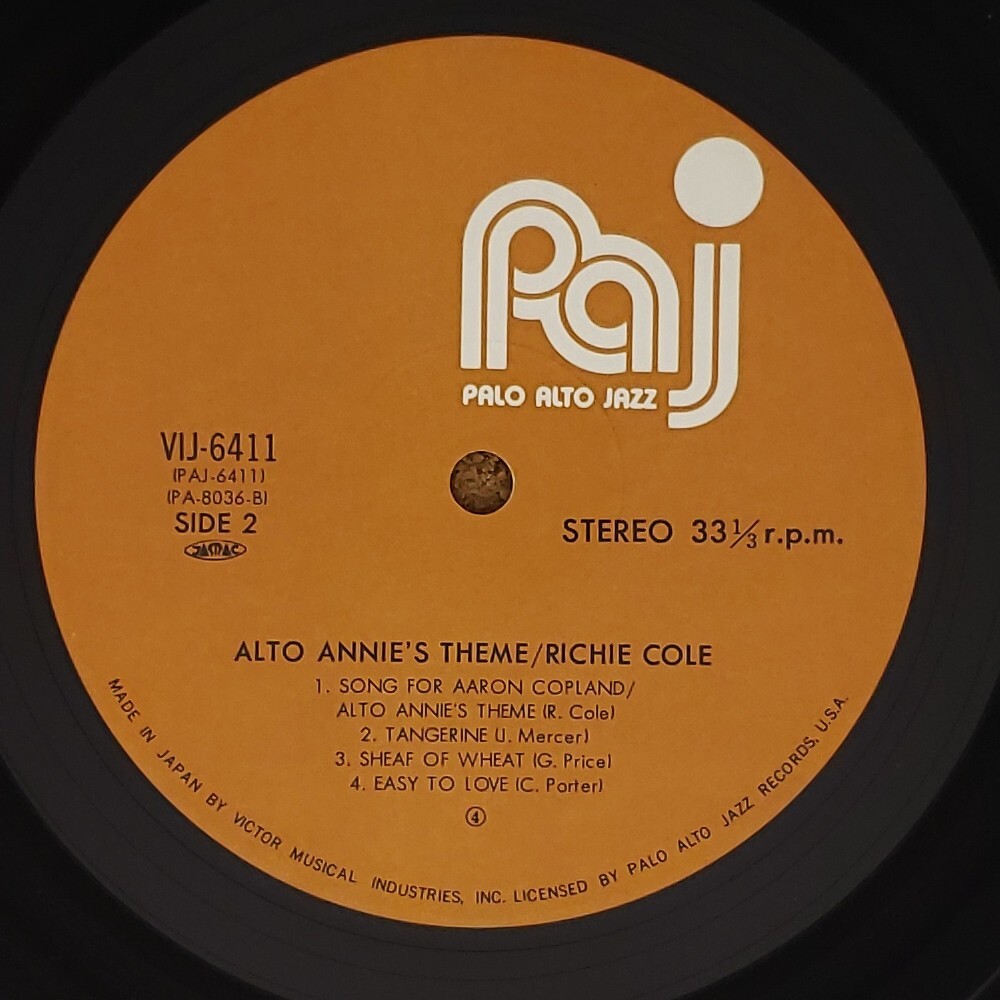 Paj
PALO ALTO JAZZ
VIJ-6411
(PAJ-6411)
(PA-8036-B)
SIDE 2
JASRAC
STEREO 33⅓ r.p.m.
ALTO ANNIE'S THEME/RICHIE COLE
1. SONG FOR AARON COPLAND/
ALTO ANNIE'S THEME (R. Cole)
2. TANGERINE (J. Mercer)
3. SHEAF OF WHEAT (G. Price)
4. EASY TO LOVE (C. Porter)
④
MADE IN JAPAN BY VICTOR MUSICAL INDUSTRIES, INC. LICENSED BY PALO ALTO JAZZ RECORDS, U.S.A.